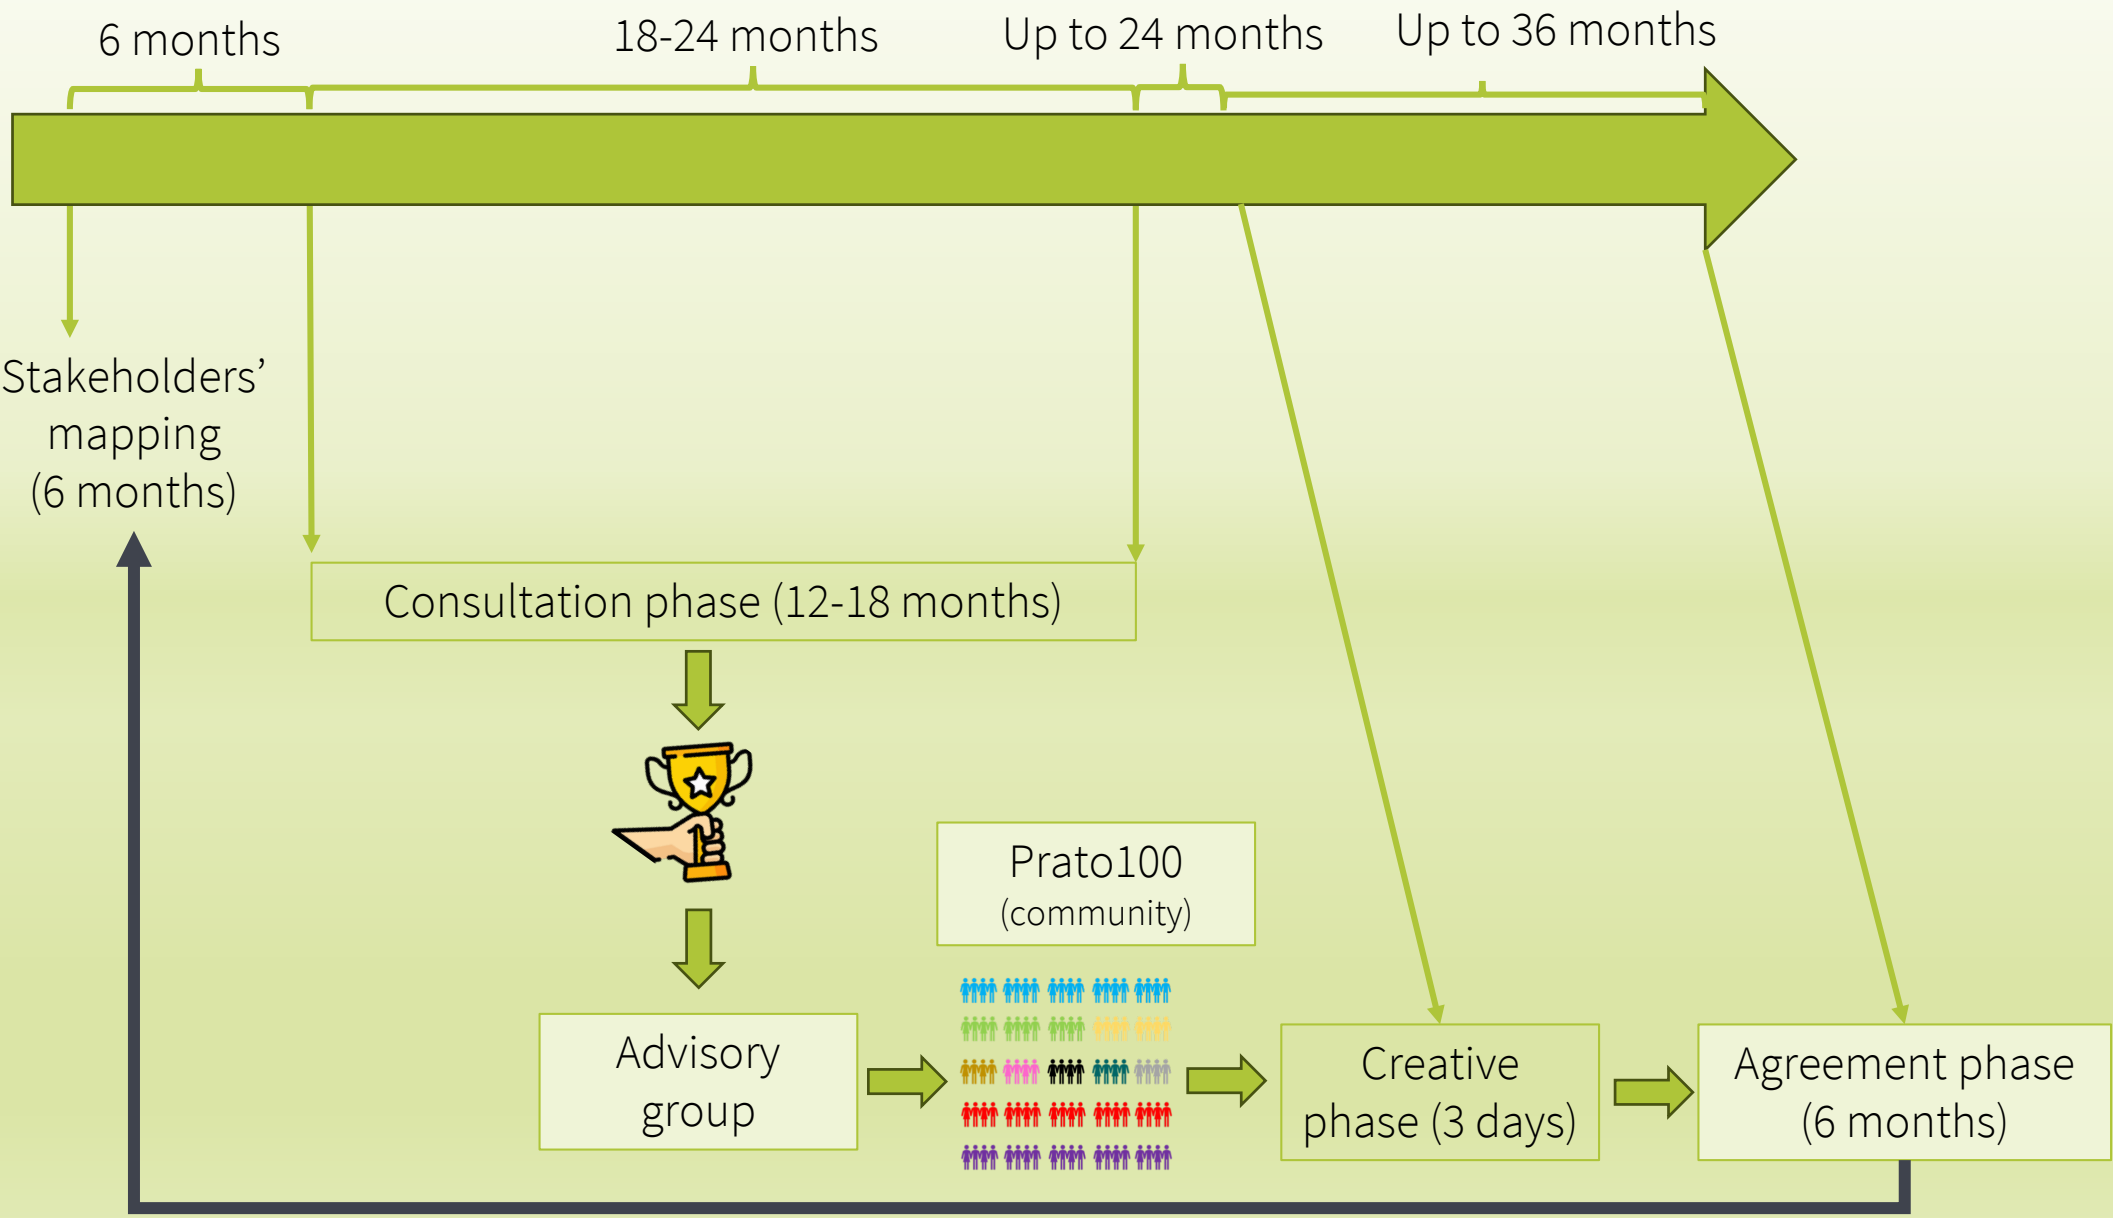 6 months
18-24 months
Up to 24 months
Up to 36 months
Stakeholders’
mapping
(6 months)
Consultation phase (12-18 months)
Prato100
(community)
Advisory
group
Creative
phase (3 days)
Agreement phase
(6 months)